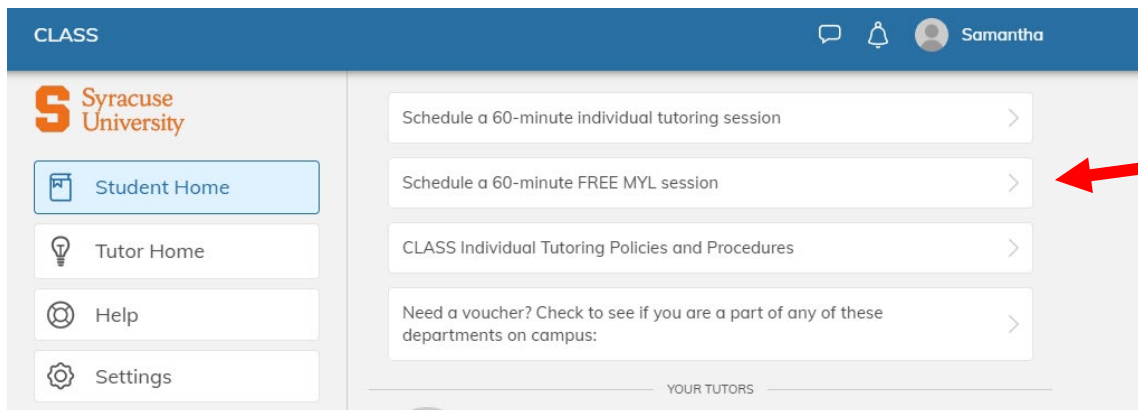 CLASS
Samantha
S Syracuse
University
Student Home
Tutor Home
Help
Settings
Schedule a 60-minute individual tutoring session
Schedule a 60-minute FREE MYL session
CLASS Individual Tutoring Policies and Procedures
Need a voucher? Check to see if you are a part of any of these
departments on campus:
YOUR TUTORS